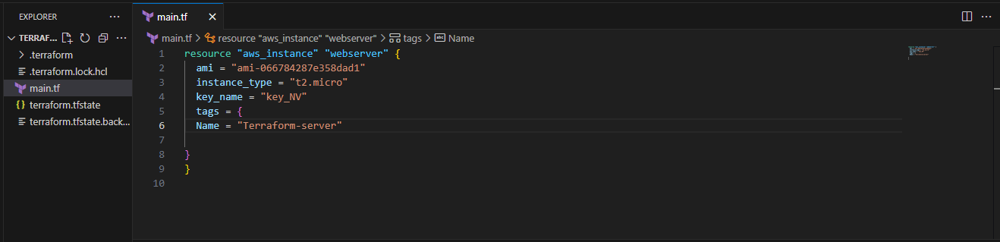 EXPLORER ···
main.tf
TERRAF... ···
main.tf > resource "aws_instance" "webserver" > tags > abc Name
.terraform
.terraform.lock.hcl
main.tf
terraform.tfstate
terraform.tfstate.back...
1 resource "aws_instance" "webserver" {
2 ami = "ami-066784287e358dad1"
3 instance_type = "t2.micro"
4 key_name = "key_NV"
5 tags = {
6 Name = "Terraform-server"
7
8 }
9 }
10